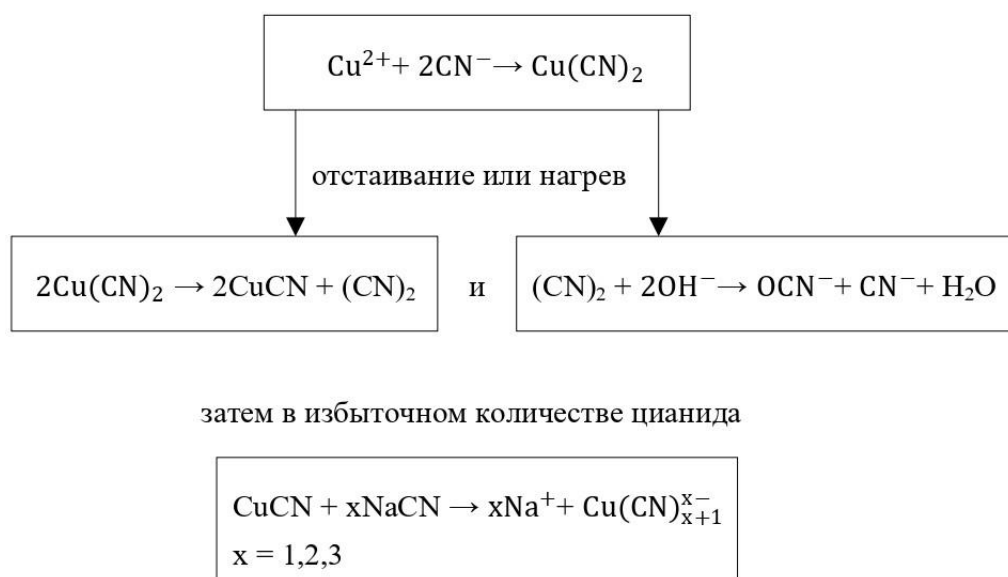 Cu²⁺+ 2CN⁻→ Cu(CN)₂
отстаивание или нагрев
2Cu(CN)₂ → 2CuCN + (CN)₂ и (CN)₂ + 2OH⁻→ OCN⁻+ CN⁻+ H₂O
затем в избыточном количестве цианида
CuCN + xNaCN → xNa⁺+ Cu(CN)ₓ₊₁ˣ⁻
x = 1,2,3